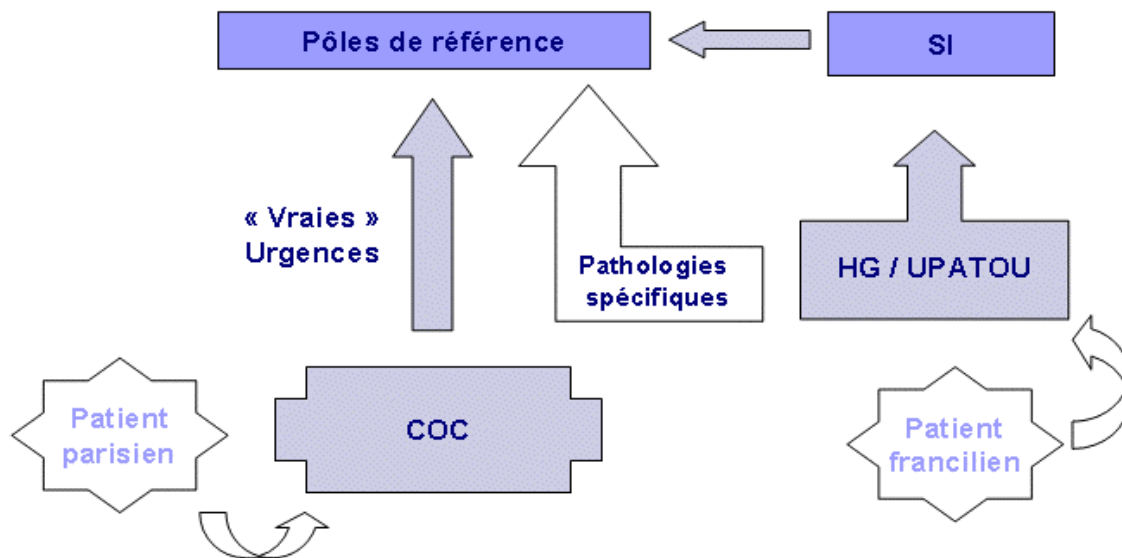 Pôles de référence
SI
« Vraies »
Urgences
Pathologies
spécifiques
HG / UPATOU
Patient
parisien
COC
Patient
francilien